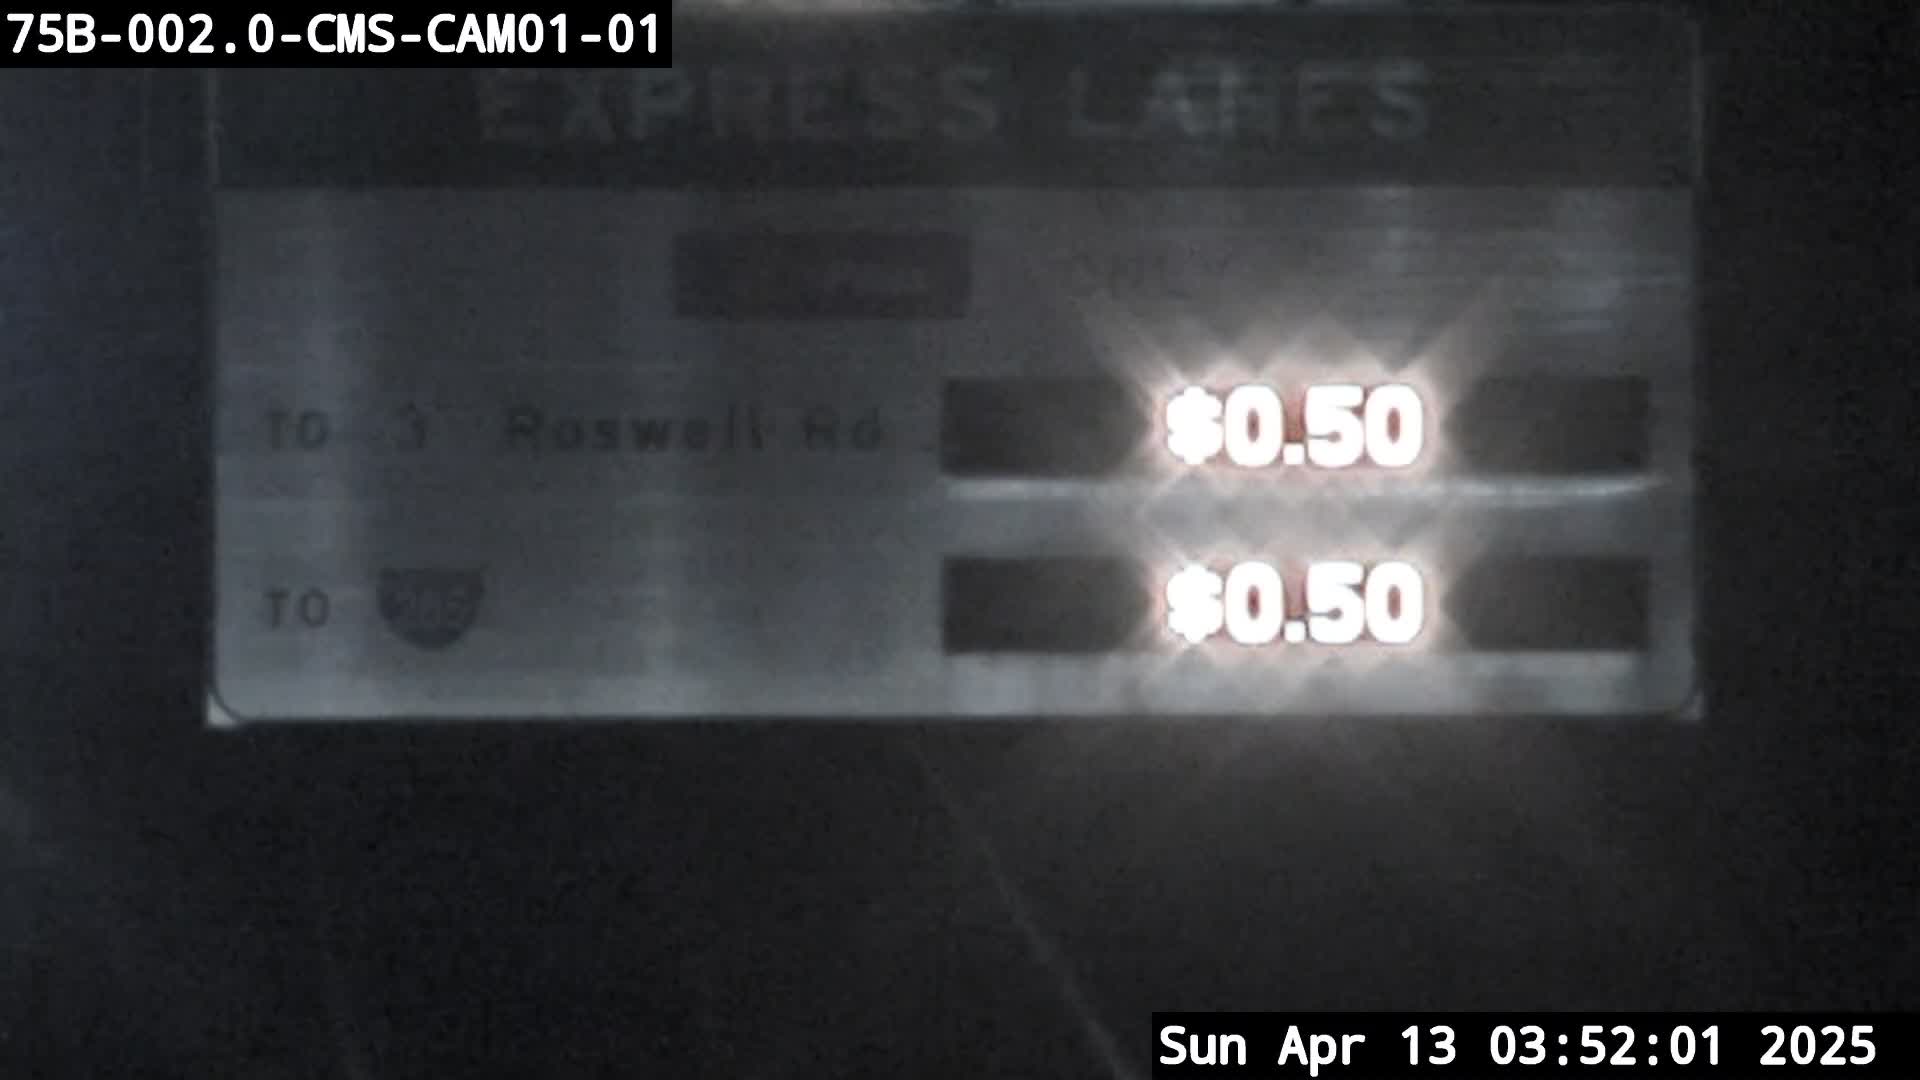 75B-002.0-CMS-CAM01-01
EXPRESS LANES
TO 3 Roswell Rd $0.50
TO 285 $0.50
Sun Apr 13 03:52:01 2025